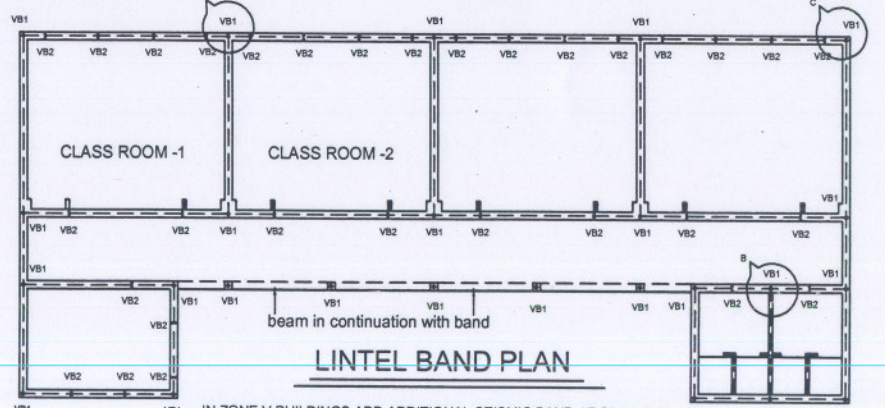 VB1 VB1 VB1 VB1 C VB1
VB2 VB2 VB2 VB2 VB2 VB2 VB2 VB2 VB2 VB2 VB2 VB2 VB2 VB2 VB2 VB2
CLASS ROOM -1 CLASS ROOM -2
VB1
VB1 VB2 VB2 VB1 VB2 VB2 VB1 VB2 VB2 VB1 VB2 VB2
B
VB1 VB1 VB1
VB2 VB1 VB1 VB1 VB1 VB1 VB1 VB1 VB2 VB2
VB2 beam in continuation with band
LINTEL BAND PLAN
VB2 VB2 VB2
IN ZONE V BUILDINGS ADD ADDITIONAL SEISMIC BAND AT